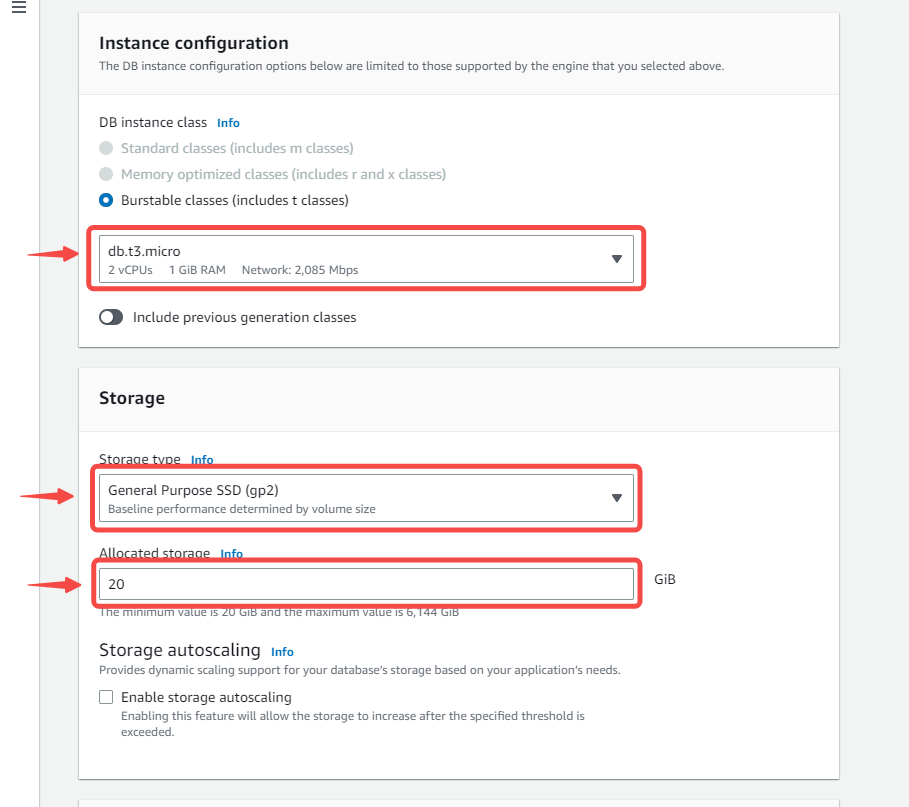 Instance configuration
The DB instance configuration options below are limited to those supported by the engine that you selected above.
DB instance class Info
Standard classes (includes m classes)
Memory optimized classes (includes r and x classes)
Burstable classes (includes t classes)
db.t3.micro
2 vCPUs 1 GiB RAM Network: 2,085 Mbps
Include previous generation classes
Storage
Storage type Info
General Purpose SSD (gp2)
Baseline performance determined by volume size
Allocated storage Info
20
GiB
The minimum value is 20 GiB and the maximum value is 6,144 GiB
Storage autoscaling Info
Provides dynamic scaling support for your database's storage based on your application's needs.
Enable storage autoscaling
Enabling this feature will allow the storage to increase after the specified threshold is
exceeded.